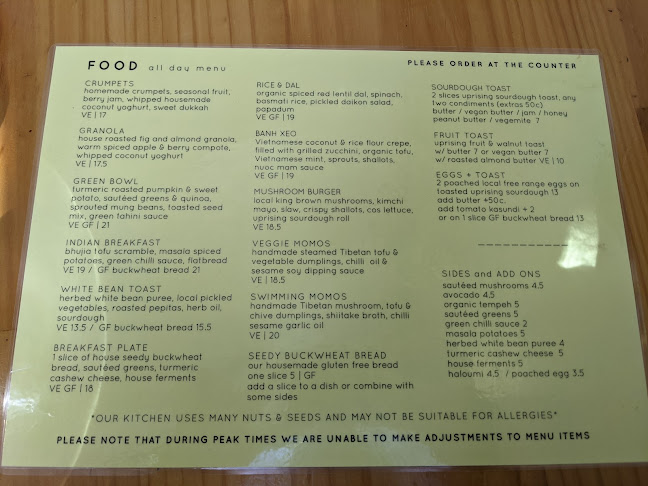 FOOD all day menu
PLEASE ORDER AT THE COUNTER
CRUMPETS
homemade crumpets, seasonal fruit,
berry jam, whipped housemade
coconut yoghurt, sweet dukkah
VE | 17
GRANOLA
house roasted fig and almond granola,
warm spiced apple & berry compote,
whipped coconut yoghurt
VE | 17.5
GREEN BOWL
turmeric roasted pumpkin & sweet
potato, sautéed greens & quinoa,
sprouted mung beans, toasted seed
mix, green tahini sauce
VE GF | 21
INDIAN BREAKFAST
bhujia tofu scramble, masala spiced
potatoes, green chilli sauce, flatbread
VE 19 / GF buckwheat bread 21
WHITE BEAN TOAST
herbed white bean puree, local pickled
vegetables, roasted pepitas, herb oil,
sourdough
VE 13.5 / GF buckwheat bread 15.5
BREAKFAST PLATE
1 slice of house seedy buckwheat
bread, sautéed greens, turmeric
cashew cheese, house ferments
VE GF | 18
RICE & DAL
organic spiced red lentil dal, spinach,
basmati rice, pickled daikon salad,
papadum
VE GF | 19
BANH XEO
Vietnamese coconut & rice flour crepe,
filled with grilled zucchini, organic tofu,
Vietnamese mint, sprouts, shallots,
nuoc mam sauce
VE GF | 19
MUSHROOM BURGER
local king brown mushrooms, kimchi
mayo, slaw, crispy shallots, cos lettuce,
uprising sourdough roll
VE 18.5
VEGGIE MOMOS
handmade steamed Tibetan tofu &
vegetable dumplings, chilli oil &
sesame soy dipping sauce
VE | 18.5
SWIMMING MOMOS
handmade Tibetan mushroom, tofu &
chive dumplings, shiitake broth, chilli
sesame garlic oil
VE | 20
SEEDY BUCKWHEAT BREAD
our housemade gluten free bread
one slice 5 | GF
add a slice to a dish or combine with
some sides
SOURDOUGH TOAST
2 slices uprising sourdough toast, any
two condiments (extras 50c)
butter / vegan butter / jam / honey
peanut butter / vegemite 7
FRUIT TOAST
uprising fruit & walnut toast
w/ butter 7 or vegan butter 7
w/ roasted almond butter VE | 10
EGGS + TOAST
2 poached local free range eggs on
toasted uprising sourdough 13
add butter +50c.
add tomato kasundi + 2
or on 1 slice GF buckwheat bread 13
SIDES and ADD ONS
sautéed mushrooms 4.5
avocado 4.5
organic tempeh 5
sautéed greens 5
green chilli sauce 2
masala potatoes 5
herbed white bean puree 4
turmeric cashew cheese 5
house ferments 5
haloumi 4.5 / poached egg 3.5
*OUR KITCHEN USES MANY NUTS & SEEDS AND MAY NOT BE SUITABLE FOR ALLERGIES*
PLEASE NOTE THAT DURING PEAK TIMES WE ARE UNABLE TO MAKE ADJUSTMENTS TO MENU ITEMS